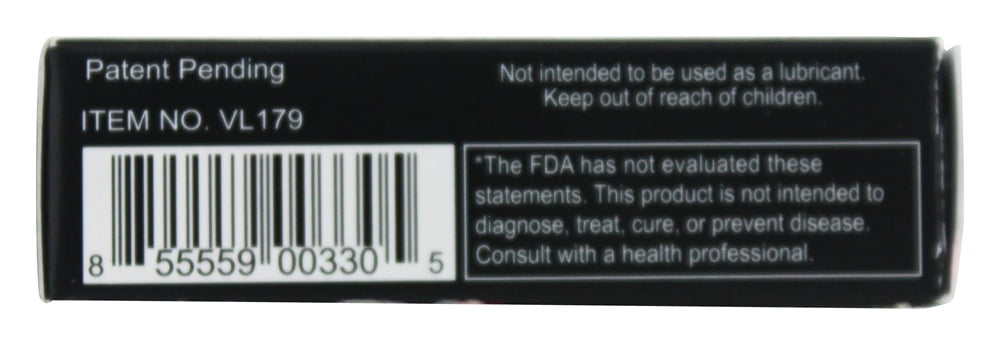 Patent Pending
ITEM NO. VL179
8 55559 00330 5
Not intended to be used as a lubricant.
Keep out of reach of children.
*The FDA has not evaluated these
statements. This product is not intended to
diagnose, treat, cure, or prevent disease.
Consult with a health professional.